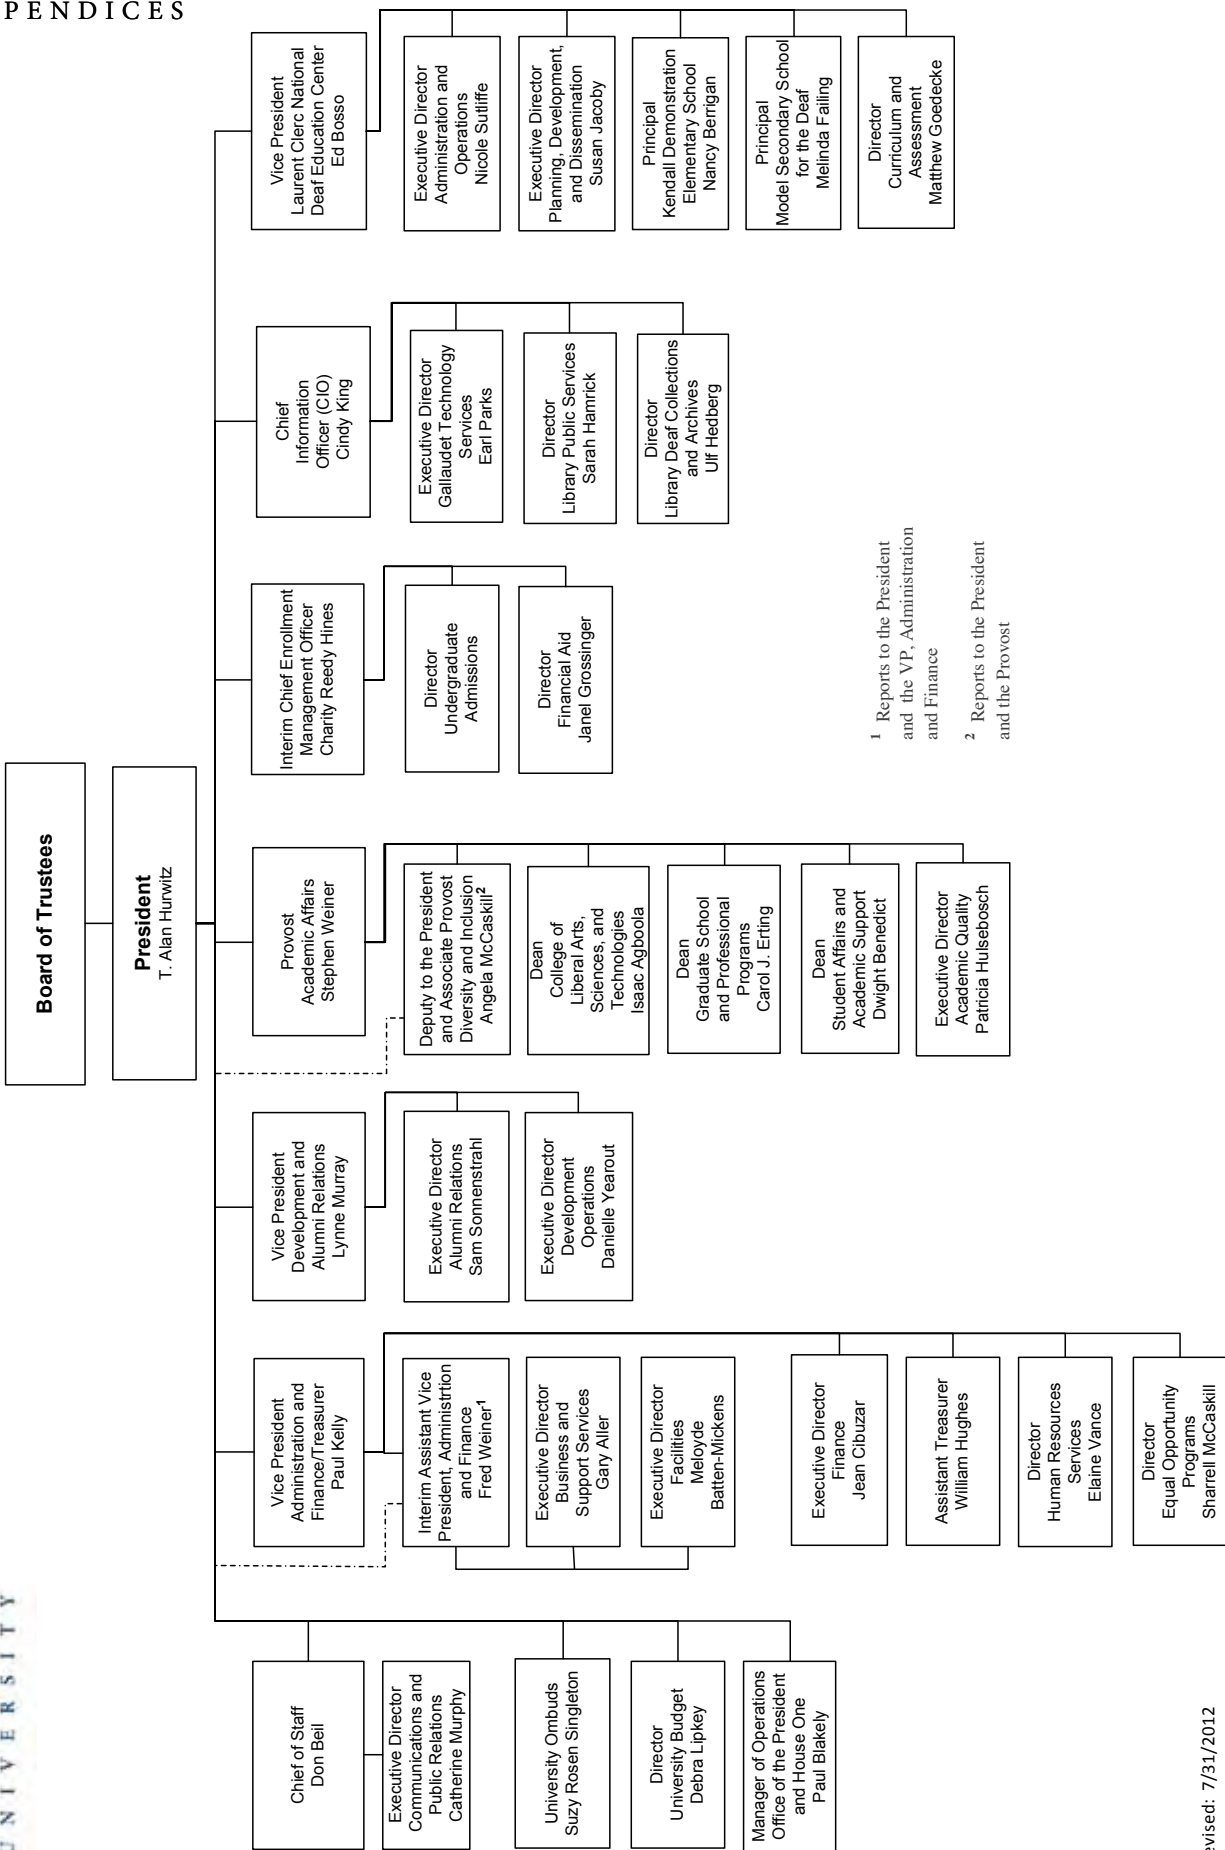 PENDICES
UNIVERSITY
Board of Trustees
President
T. Alan Hurwitz
Chief of Staff
Don Beil
Executive Director
Communications and
Public Relations
Catherine Murphy
University Ombuds
Suzy Rosen Singleton
Director
University Budget
Debra Lipkey
Manager of Operations
Office of the President
and House One
Paul Blakely
Vice President
Administration and
Finance/Treasurer
Paul Kelly
Interim Assistant Vice
President, Administrtion
and Finance
Fred Weiner1
Executive Director
Business and
Support Services
Gary Aller
Executive Director
Facilities
Meloyde
Batten-Mickens
Executive Director
Finance
Jean Cibuzar
Assistant Treasurer
William Hughes
Director
Human Resources
Services
Elaine Vance
Director
Equal Opportunity
Programs
Sharrell McCaskill
Vice President
Development and
Alumni Relations
Lynne Murray
Executive Director
Alumni Relations
Sam Sonnenstrahl
Executive Director
Development
Operations
Danielle Yearout
Provost
Academic Affairs
Stephen Weiner
Deputy to the President
and Associate Provost
Diversity and Inclusion
Angela McCaskill2
Dean
College of
Liberal Arts,
Sciences, and
Technologies
Isaac Agboola
Dean
Graduate School
and Professional
Programs
Carol J. Erting
Dean
Student Affairs and
Academic Support
Dwight Benedict
Executive Director
Academic Quality
Patricia Hulsebosch
Interim Chief Enrollment
Management Officer
Charity Reedy Hines
Director
Undergraduate
Admissions
Director
Financial Aid
Janel Grossinger
Chief
Information
Officer (CIO)
Cindy King
Executive Director
Gallaudet Technology
Services
Earl Parks
Director
Library Public Services
Sarah Hamrick
Director
Library Deaf Collections
and Archives
Ulf Hedberg
Vice President
Laurent Clerc National
Deaf Education Center
Ed Bosso
Executive Director
Administration and
Operations
Nicole Sutliffe
Executive Director
Planning, Development,
and Dissemination
Susan Jacoby
Principal
Kendall Demonstration
Elementary School
Nancy Berrigan
Principal
Model Secondary School
for the Deaf
Melinda Failing
Director
Curriculum and
Assessment
Matthew Goedecke
1 Reports to the President
and the VP, Administration
and Finance
2 Reports to the President
and the Provost
evised: 7/31/2012